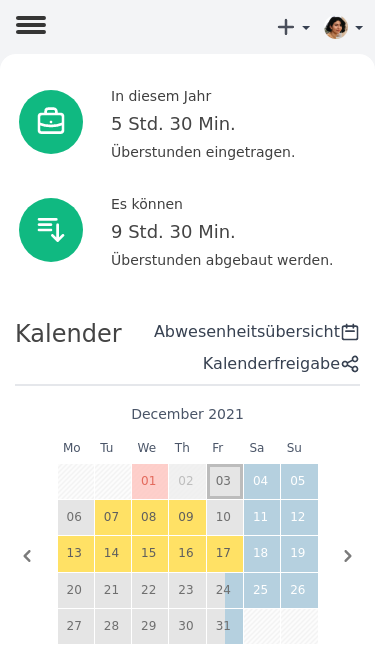 In diesem Jahr
5 Std. 30 Min.
Überstunden eingetragen.
Es können
9 Std. 30 Min.
Überstunden abgebaut werden.
Kalender
Abwesenheitsübersicht
Kalenderfreigabe
December 2021
Mo Tu We Th Fr Sa Su
01 02 03 04 05
06 07 08 09 10 11 12
13 14 15 16 17 18 19
20 21 22 23 24 25 26
27 28 29 30 31